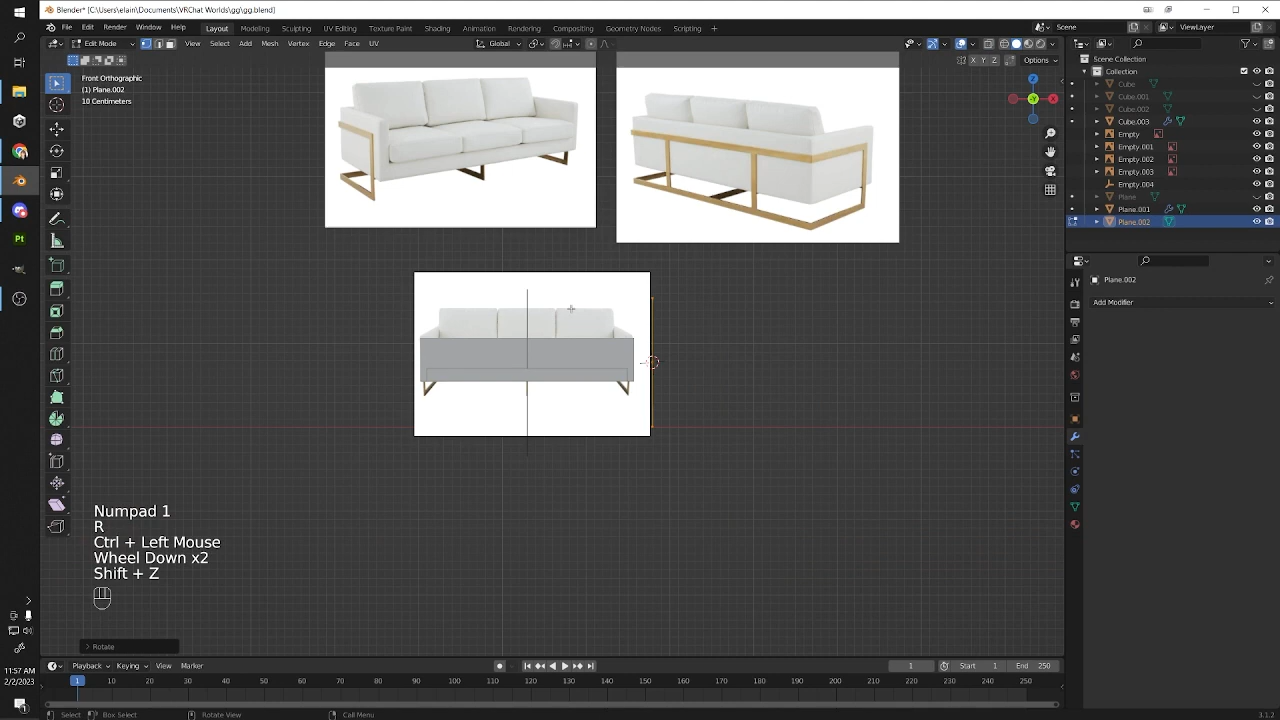 Blender* [C:\Users\elain\Documents\VRChat Worlds\gg\gg.blend]
File Edit Render Window Help Layout Modeling Sculpting UV Editing Texture Paint Shading Animation Rendering Compositing Geometry Nodes Scripting + Scene ViewLayer
Edit Mode View Select Add Mesh Vertex Edge Face UV Global
X Y Z Options
Front Orthographic
(1) Plane.002
10 Centimeters
Z
X
Y
Scene Collection
Collection
Cube
Cube.001
Cube.002
Cube.003
Empty
Empty.001
Empty.002
Empty.003
Empty.004
Plane
Plane.001
Plane.002
Plane.002
Add Modifier
Pt
Numpad 1
R
Ctrl + Left Mouse
Wheel Down x2
Shift + Z
Rotate
Playback Keying View Marker 1 Start 1 End 250
1 10 20 30 40 50 60 70 80 90 100 110 120 130 140 150 160 170 180 190 200 210 220 230 240 250
11:57 AM
2/2/2023
Select Box Select Rotate View Call Menu 3.1.2